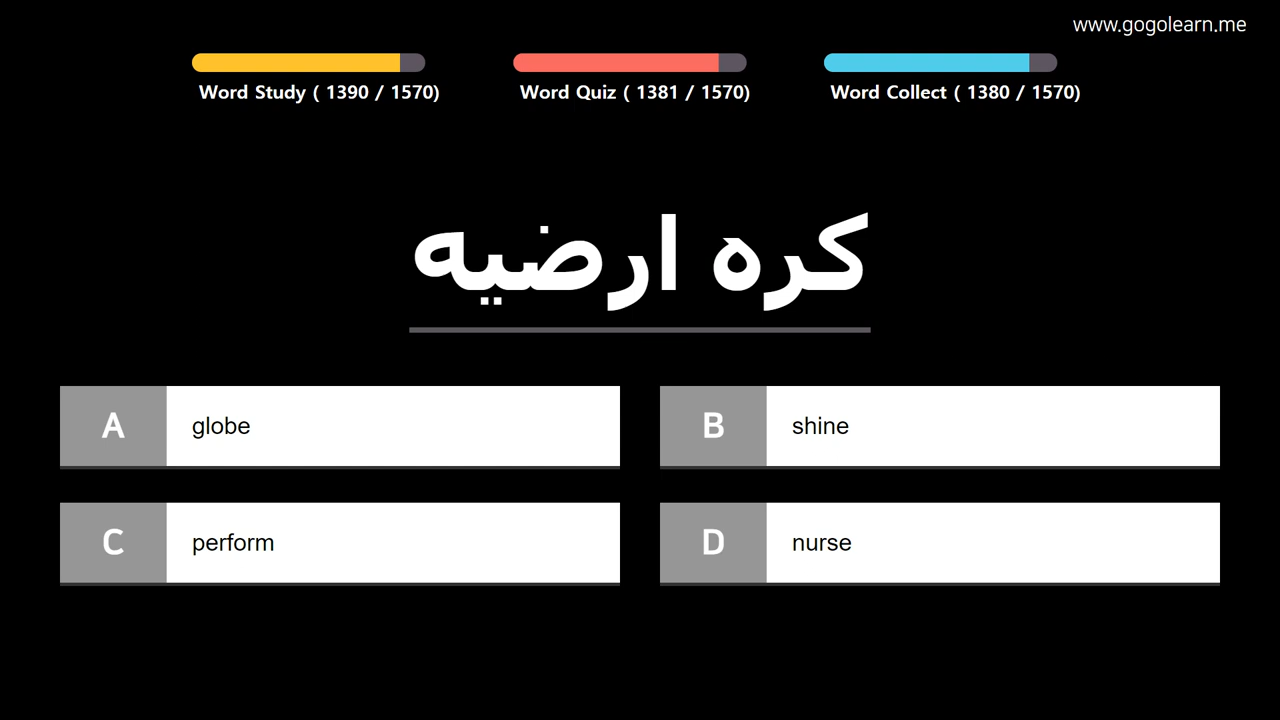 www.gogolearn.me
Word Study ( 1390 / 1570)
Word Quiz ( 1381 / 1570)
Word Collect ( 1380 / 1570)
كره ارضیه
A globe
B shine
C perform
D nurse